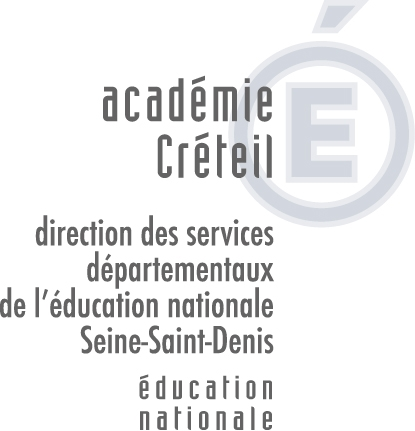 É
académie
Créteil
direction des services
départementaux
de l'éducation nationale
Seine-Saint-Denis
éducation
nationale